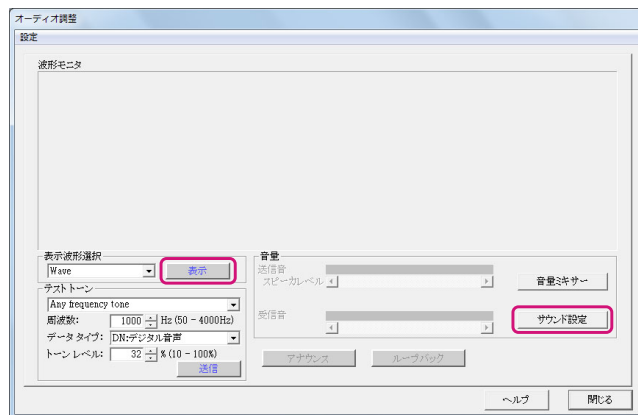 オーディオ調整
設定
波形モニタ
表示波形選択
Wave
表示
テストトーン
Any frequency tone
周波数: 1000 Hz (50 - 4000Hz)
データタイプ: DN:デジタル音声
トーンレベル: 32 % (10 - 100%)
送信
音量
送信音
スピーカレベル
受信音
音量ミキサー
サウンド設定
アナウンス
ループバック
ヘルプ
閉じる